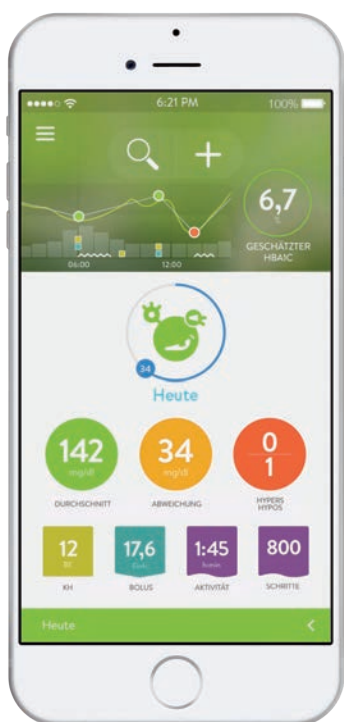 6:21 PM
100%
6,7
%
GESCHÄTZTER
HBA1C
06:00
12:00
34
Heute
142
mg/dl
34
mg/dl
0
1
DURCHSCHNITT
ABWEICHUNG
HYPERS
HYPOS
12
17,6
1:45
800
KH
BOLUS
AKTIVITÄT
SCHRITTE
Heute